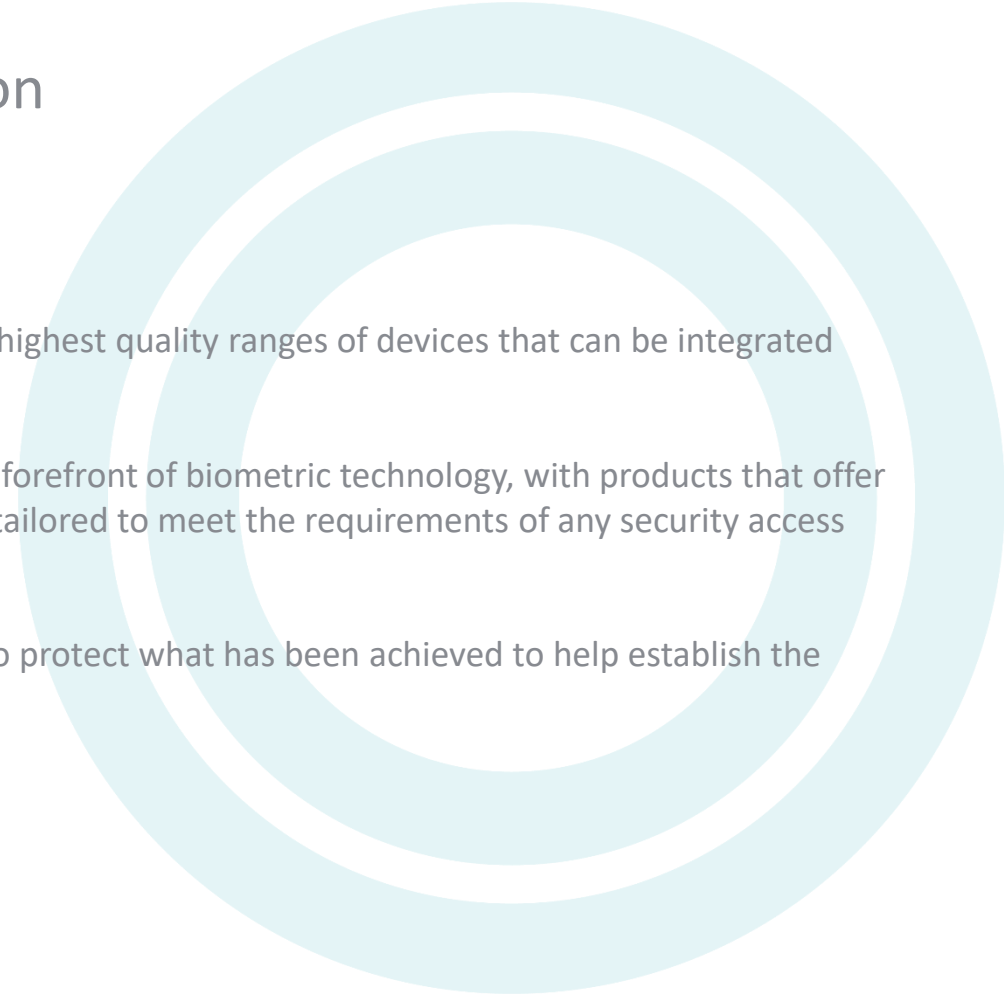 on
highest quality ranges of devices that can be integrated
forefront of biometric technology, with products that offer
tailored to meet the requirements of any security access
o protect what has been achieved to help establish the